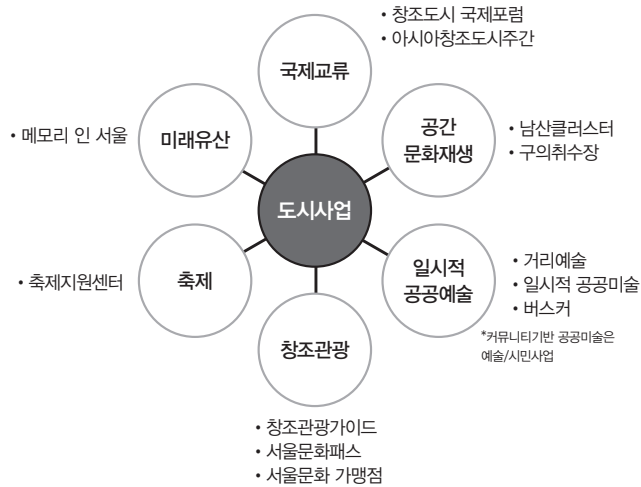 • 창조도시 국제포럼
• 아시아창조도시주간
국제교류
• 메모리 인 서울
미래유산
공간
문화재생
• 남산클러스터
• 구의취수장
도시사업
• 축제지원센터
축제
일시적
공공예술
• 거리예술
• 일시적 공공미술
• 버스커
*커뮤니티기반 공공미술은
예술/시민사업
창조관광
• 창조관광가이드
• 서울문화패스
• 서울문화 가맹점